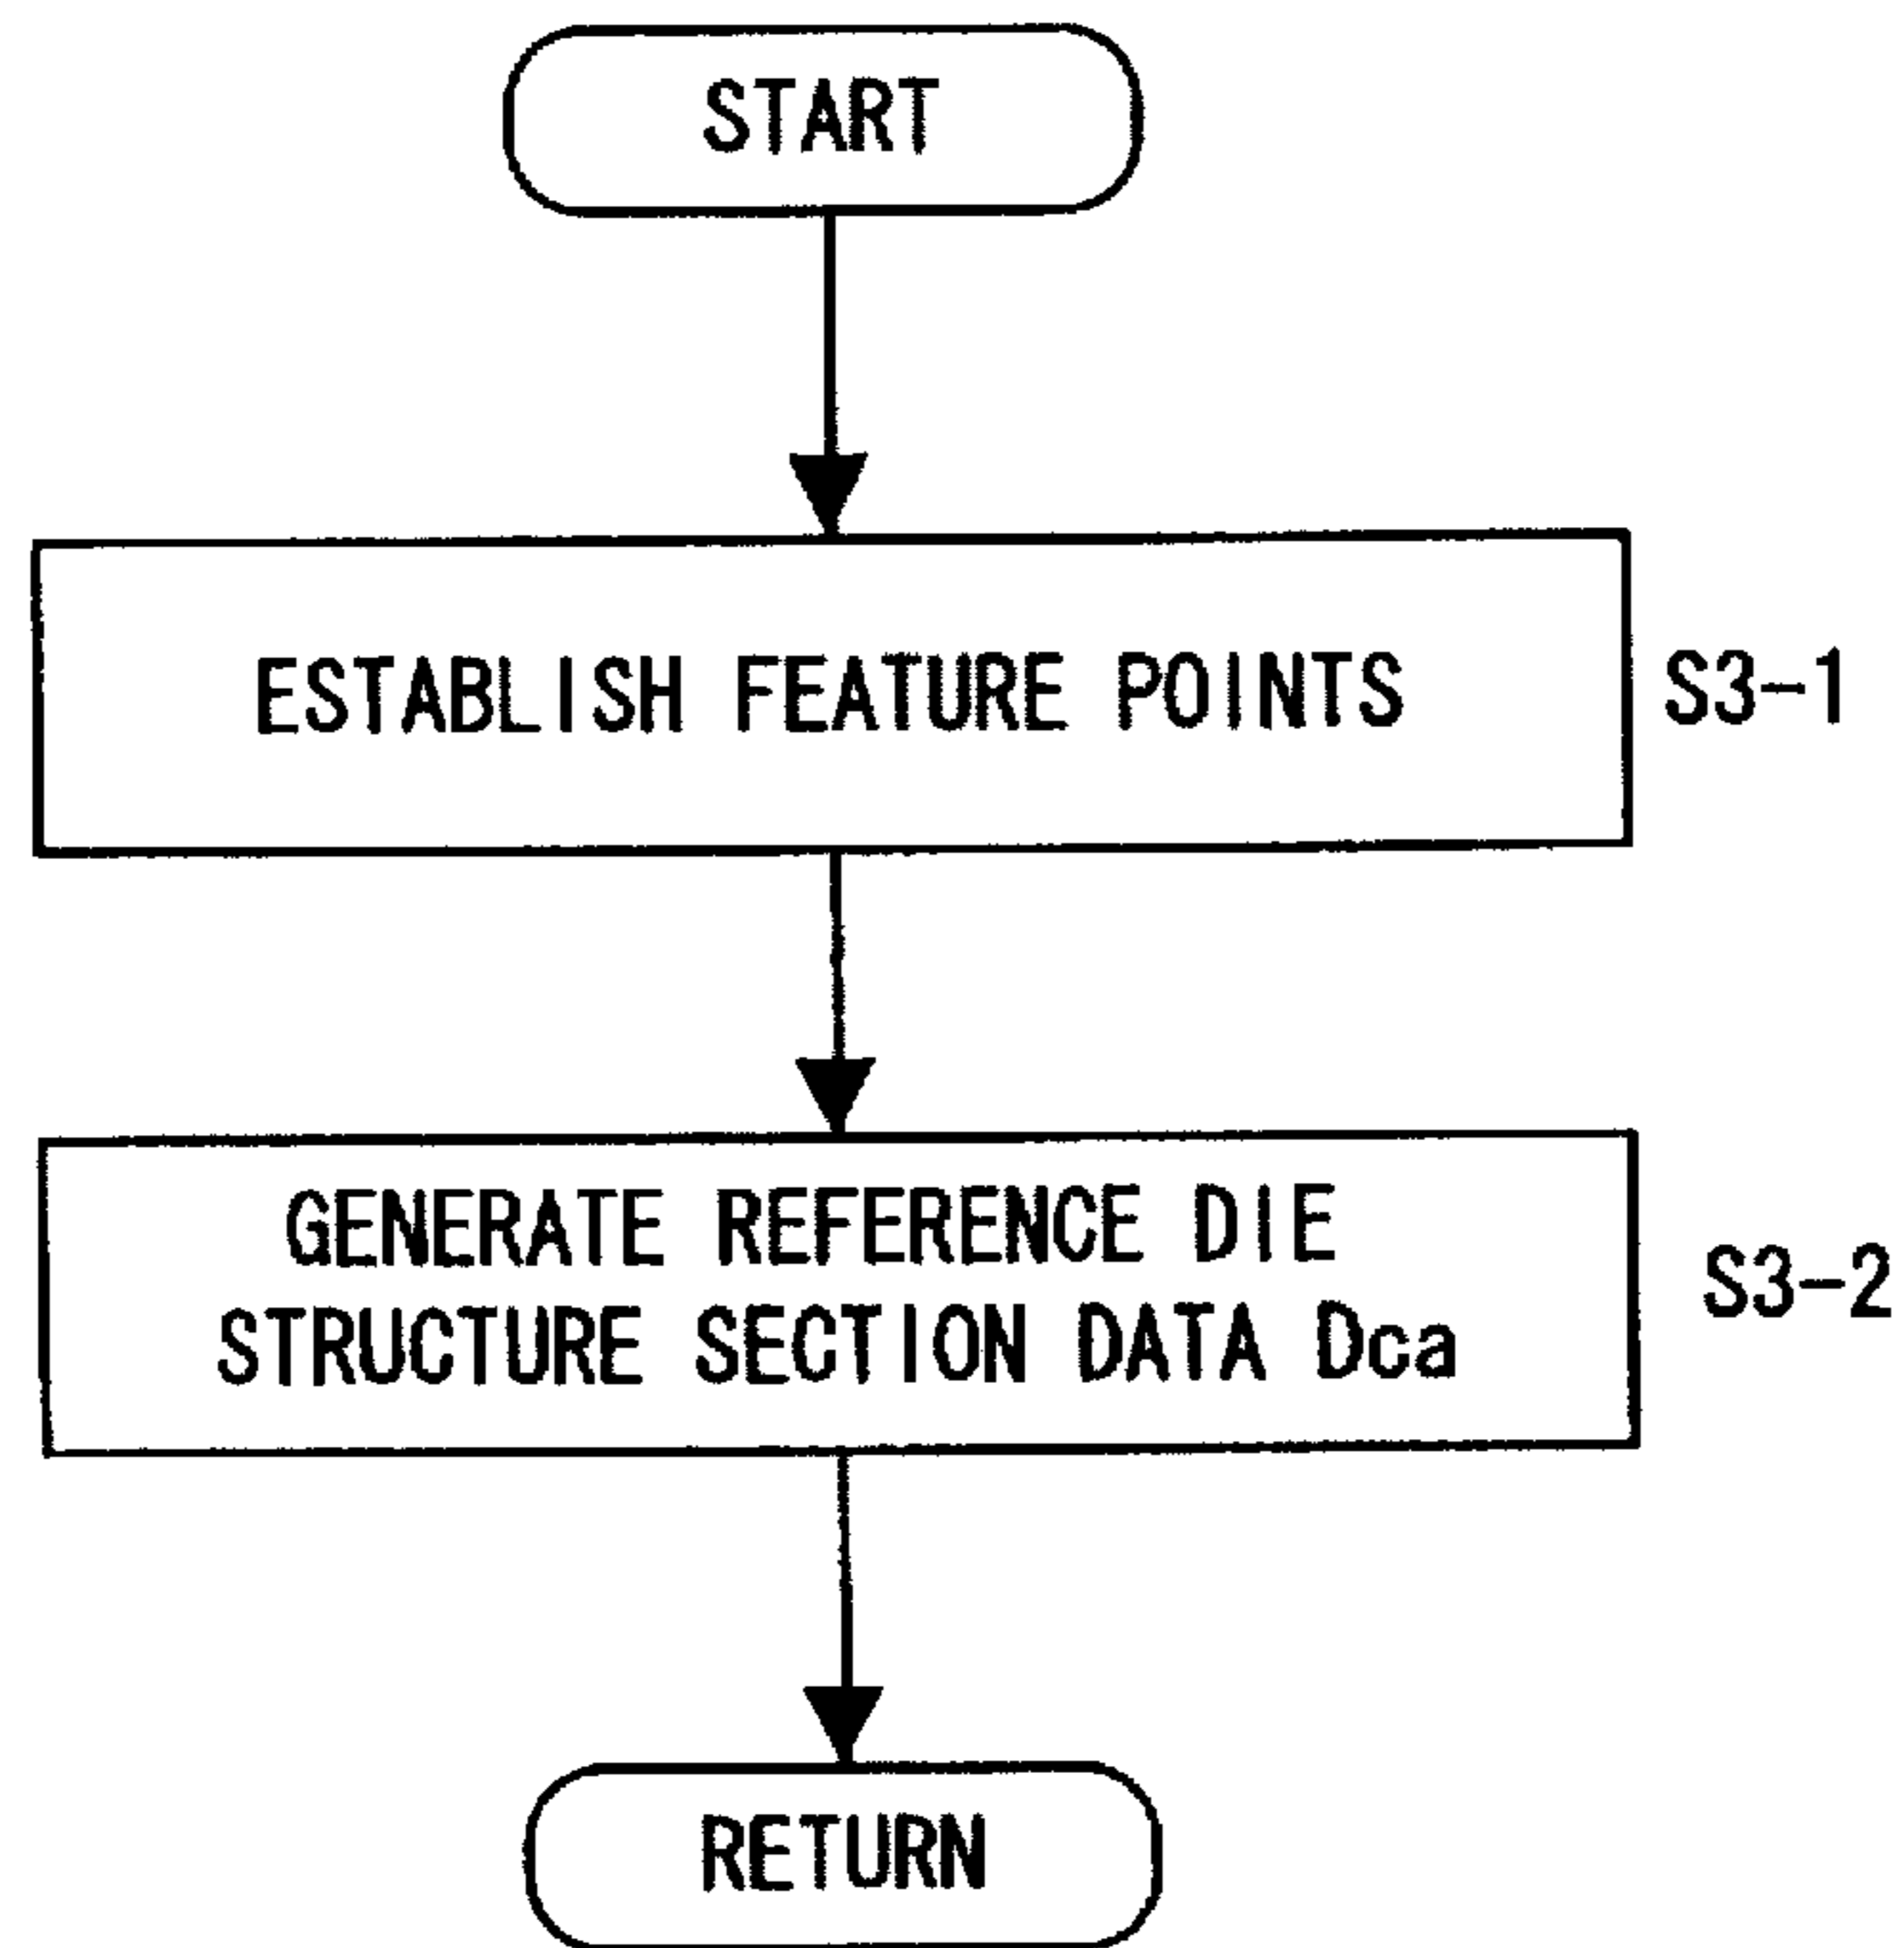 START
ESTABLISH FEATURE POINTS
S3-1
GENERATE REFERENCE DIE
STRUCTURE SECTION DATA Dca
S3-2
RETURN